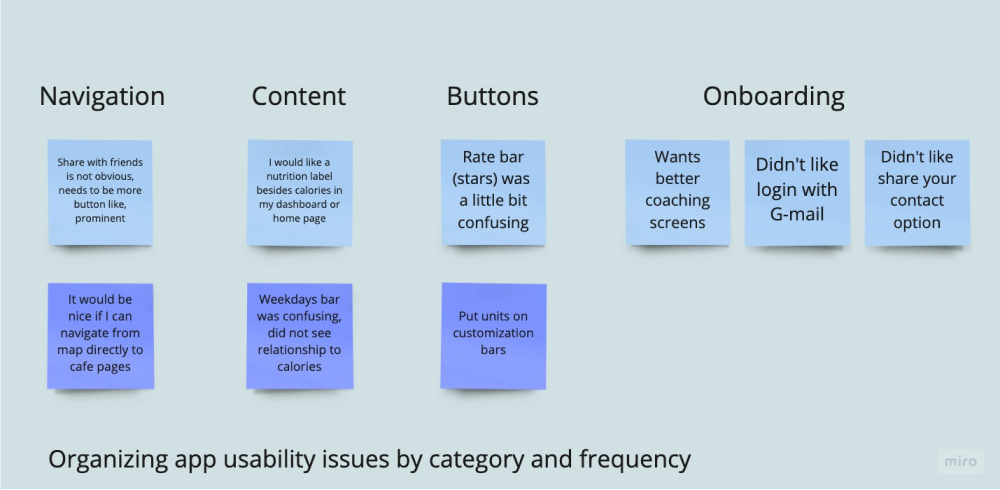 Navigation
Content
Buttons
Onboarding
Share with friends
is not obvious,
needs to be more
button like,
prominent
I would like a
nutrition label
besides calories in
my dashboard or
home page
Rate bar
(stars) was
a little bit
confusing
Wants
better
coaching
screens
Didn't like
login with
G-mail
Didn't like
share your
contact
option
It would be
nice if I can
navigate from
map directly to
cafe pages
Weekdays bar
was confusing,
did not see
relationship to
calories
Put units on
customization
bars
Organizing app usability issues by category and frequency
miro